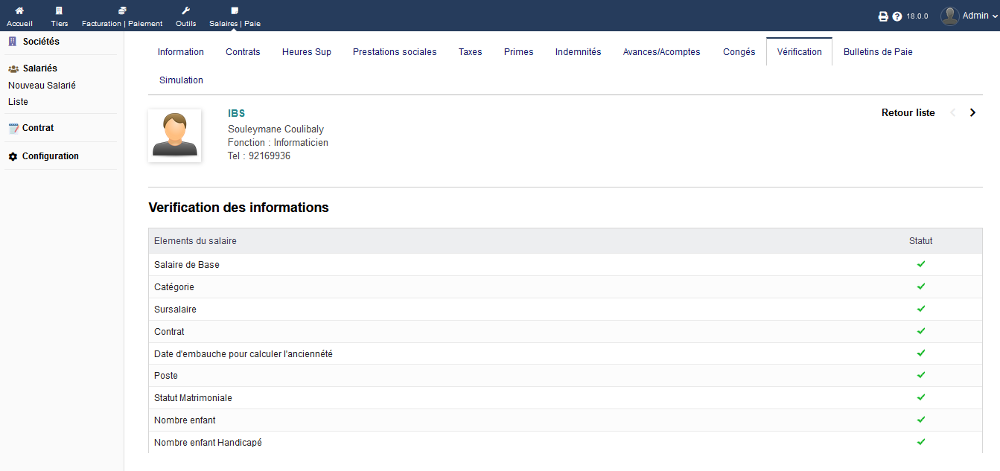 Accueil Tiers Facturation | Paiement Outils Salaires | Paie 18.0.0 Admin
Sociétés
Salariés
Nouveau Salarié
Liste
Contrat
Configuration
Information Contrats Heures Sup Prestations sociales Taxes Primes Indemnités Avances/Acomptes Congés Vérification Bulletins de Paie
Simulation
IBS
Retour liste
Souleymane Coulibaly
Fonction : Informaticien
Tel : 92169936
Verification des informations
Elements du salaire Statut
Salaire de Base
Catégorie
Sursalaire
Contrat
Date d'embauche pour calculer l'anciennété
Poste
Statut Matrimoniale
Nombre enfant
Nombre enfant Handicapé